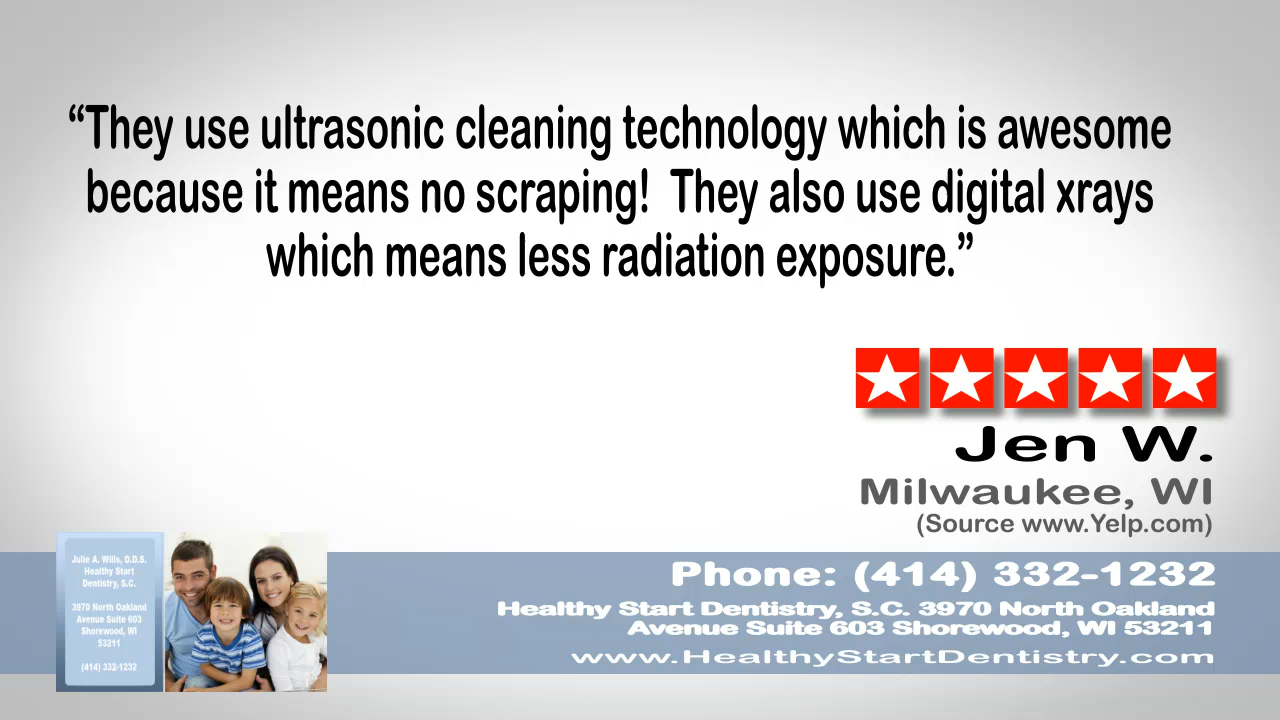 “They use ultrasonic cleaning technology which is awesome
because it means no scraping!  They also use digital xrays
which means less radiation exposure.”
Jen W.
Milwaukee, WI
(Source www.Yelp.com)
Phone: (414) 332-1232
Healthy Start Dentistry, S.C. 3970 North Oakland
Avenue Suite 603 Shorewood, WI 53211
www.HealthyStartDentistry.com
Julie A. Wills, D.D.S.
Healthy Start
Dentistry, S.C.
3970 North Oakland
Avenue Suite 603
Shorewood, WI
53211
(414) 332-1232